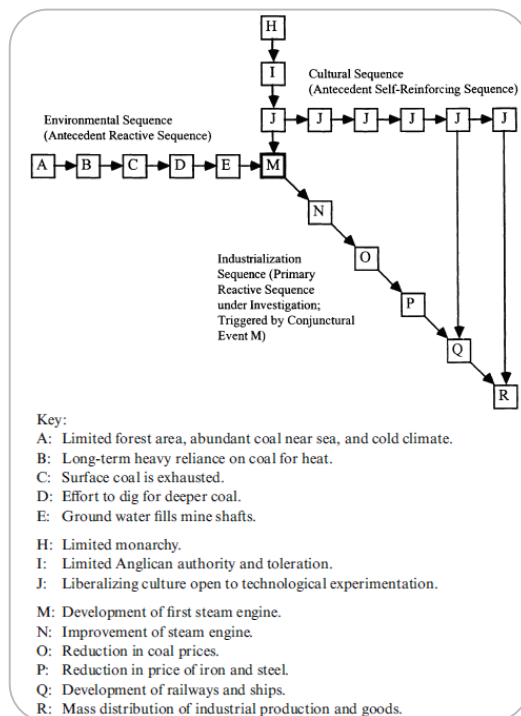 H
I
Cultural Sequence
(Antecedent Self-Reinforcing Sequence)
Environmental Sequence
(Antecedent Reactive Sequence)
J J J J J J
A B C D E M
N
Industrialization
Sequence (Primary
Reactive Sequence
under Investigation;
Triggered by Conjunctural
Event M)
O
P
Q
R
Key:
A: Limited forest area, abundant coal near sea, and cold climate.
B: Long-term heavy reliance on coal for heat.
C: Surface coal is exhausted.
D: Effort to dig for deeper coal.
E: Ground water fills mine shafts.
H: Limited monarchy.
I: Limited Anglican authority and toleration.
J: Liberalizing culture open to technological experimentation.
M: Development of first steam engine.
N: Improvement of steam engine.
O: Reduction in coal prices.
P: Reduction in price of iron and steel.
Q: Development of railways and ships.
R: Mass distribution of industrial production and goods.